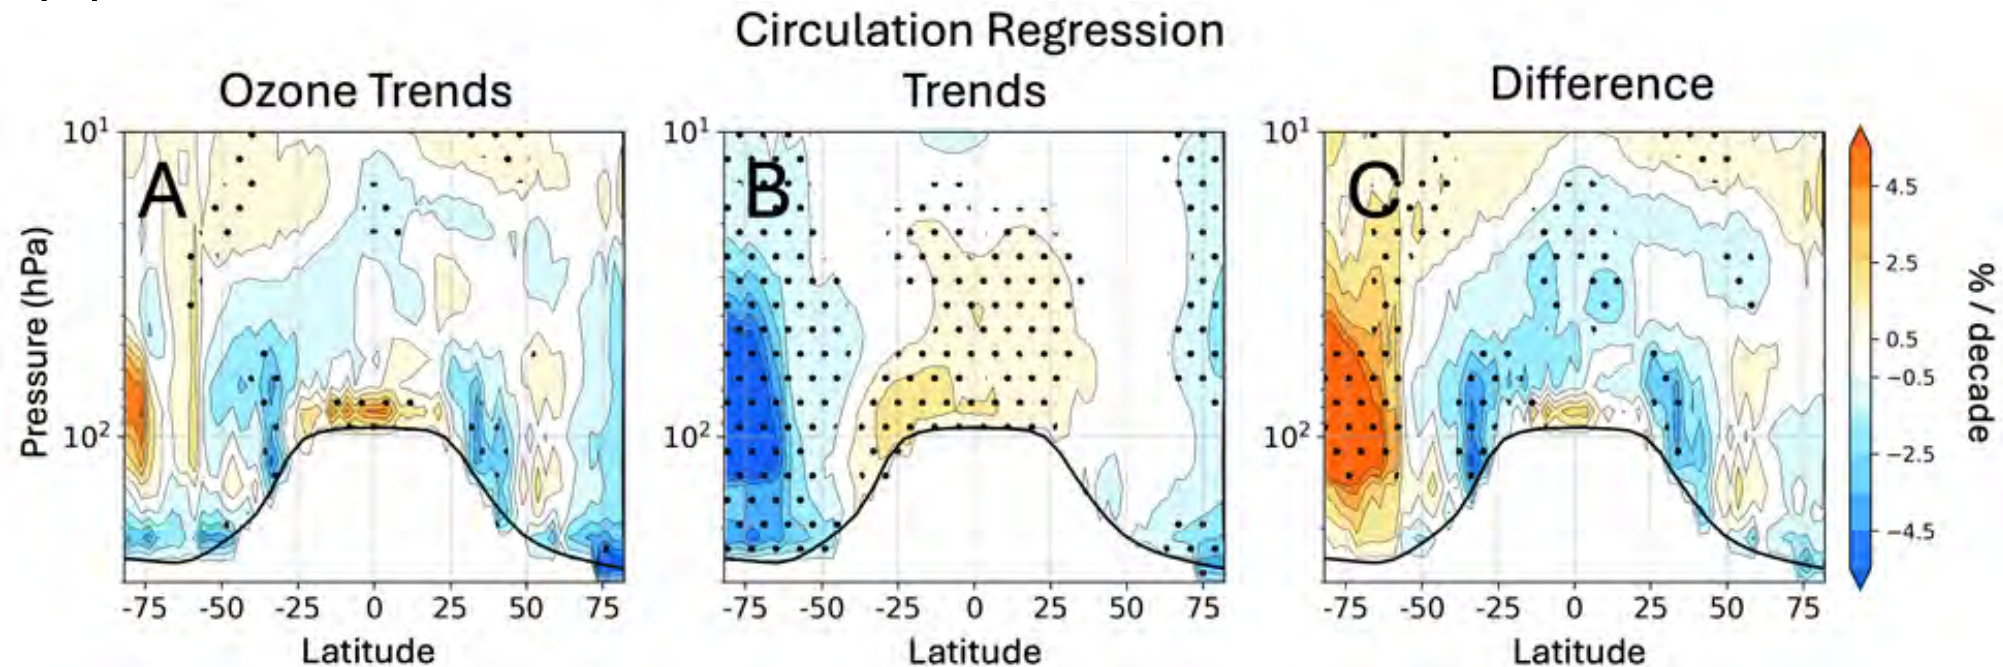 Circulation Regression
Ozone Trends
Trends
Difference
A
B
C
10¹
10²
Pressure (hPa)
-75 -50 -25 0 25 50 75
Latitude
10¹
10²
-75 -50 -25 0 25 50 75
Latitude
10¹
10²
-75 -50 -25 0 25 50 75
Latitude
4.5
2.5
0.5
−0.5
−2.5
−4.5
% / decade